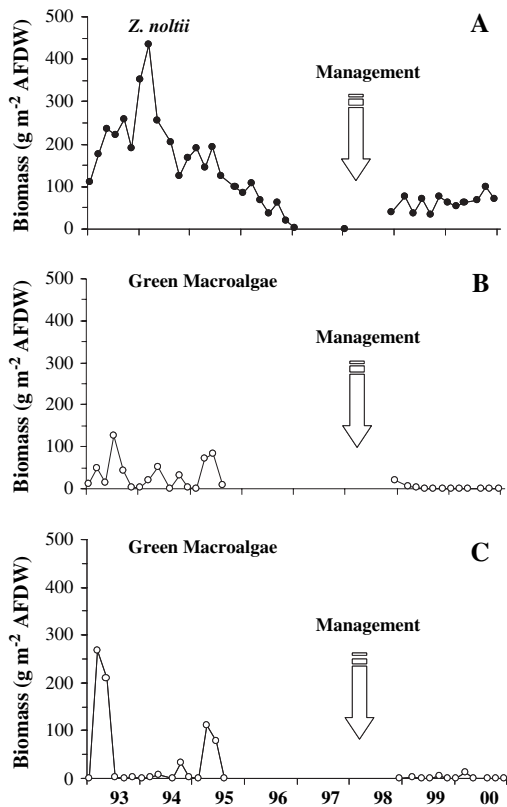 Z. noltii
A
Management
Biomass (g m⁻² AFDW)
500
400
300
200
100
0
Green Macroalgae
B
Management
Biomass (g m⁻² AFDW)
500
400
300
200
100
0
Green Macroalgae
C
Management
Biomass (g m⁻² AFDW)
500
400
300
200
100
0
93 94 95 96 97 98 99 00